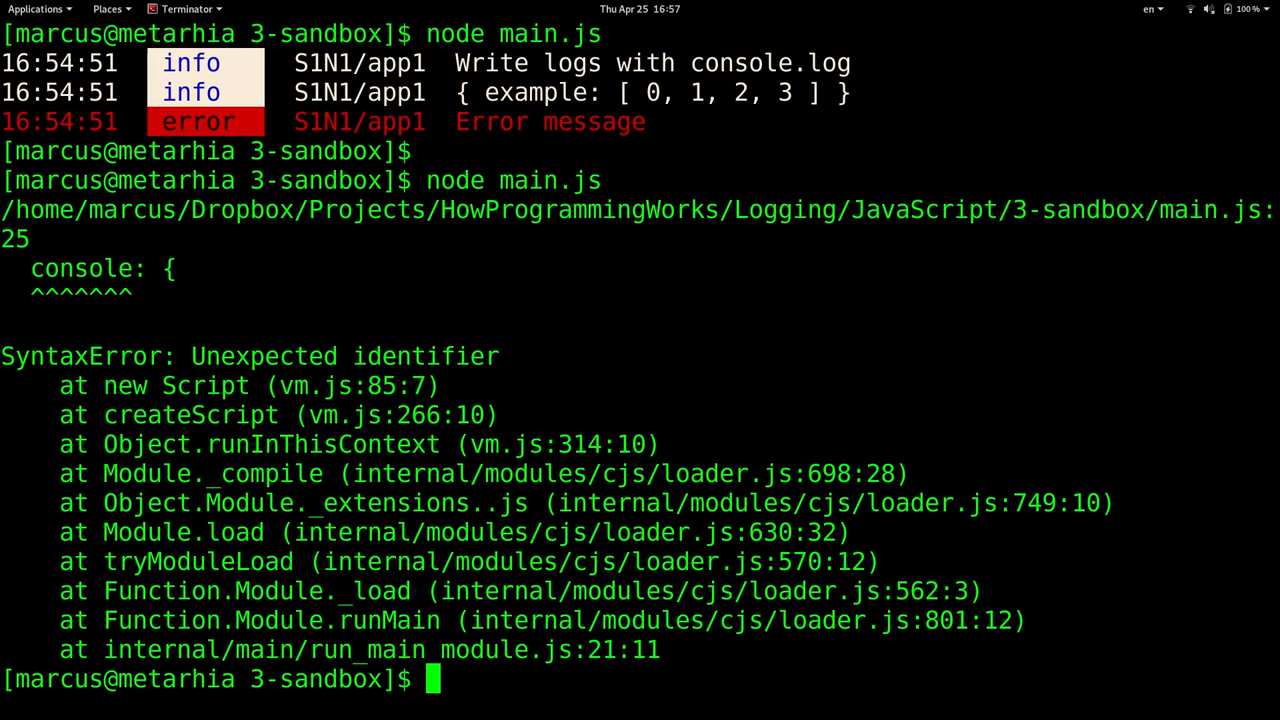 Applications Places Terminator Thu Apr 25 16:57 en 100 %
[marcus@metarhia 3-sandbox]$ node main.js
16:54:51 info S1N1/app1 Write logs with console.log
16:54:51 info S1N1/app1 { example: [ 0, 1, 2, 3 ] }
16:54:51 error S1N1/app1 Error message
[marcus@metarhia 3-sandbox]$
[marcus@metarhia 3-sandbox]$ node main.js
/home/marcus/Dropbox/Projects/HowProgrammingWorks/Logging/JavaScript/3-sandbox/main.js:
25
console: {
^^^^^^^
SyntaxError: Unexpected identifier
at new Script (vm.js:85:7)
at createScript (vm.js:266:10)
at Object.runInThisContext (vm.js:314:10)
at Module._compile (internal/modules/cjs/loader.js:698:28)
at Object.Module._extensions..js (internal/modules/cjs/loader.js:749:10)
at Module.load (internal/modules/cjs/loader.js:630:32)
at tryModuleLoad (internal/modules/cjs/loader.js:570:12)
at Function.Module._load (internal/modules/cjs/loader.js:562:3)
at Function.Module.runMain (internal/modules/cjs/loader.js:801:12)
at internal/main/run_main_module.js:21:11
[marcus@metarhia 3-sandbox]$